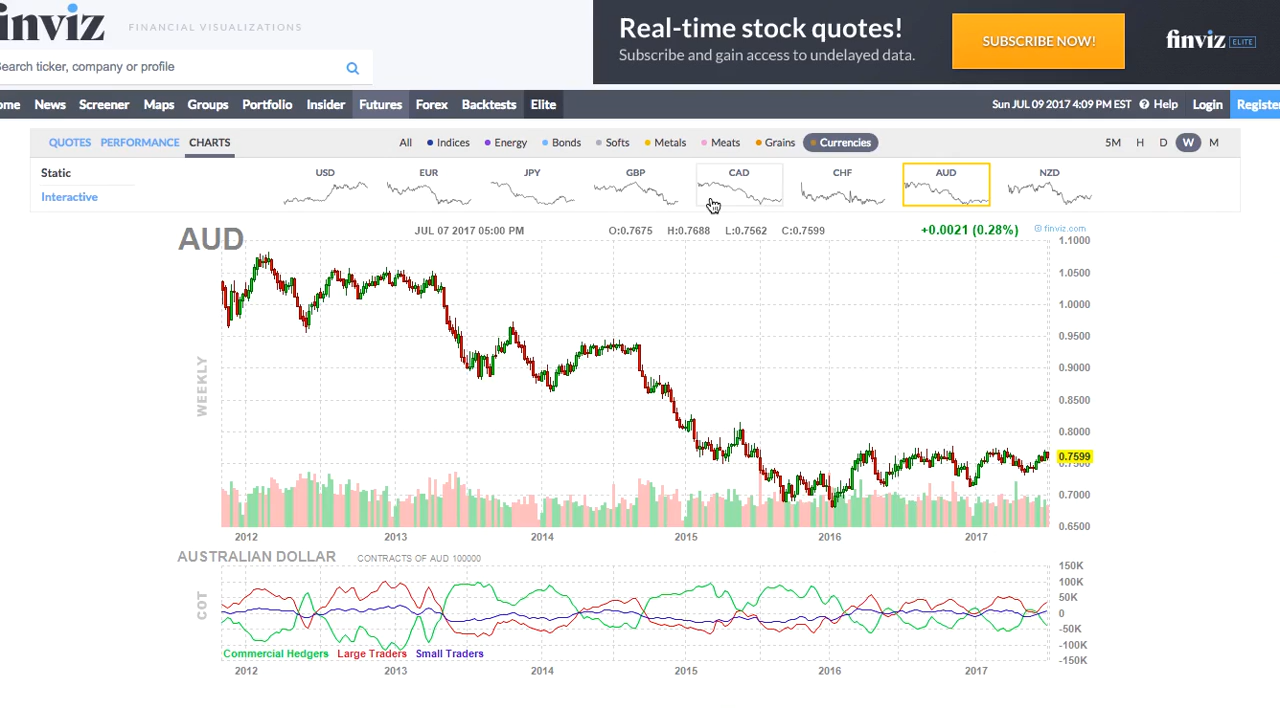 inviz FINANCIAL VISUALIZATIONS
Real-time stock quotes!
Subscribe and gain access to undelayed data.
SUBSCRIBE NOW!
finviz ELITE
Search ticker, company or profile
ome News Screener Maps Groups Portfolio Insider Futures Forex Backtests Elite Sun JUL 09 2017 4:09 PM EST Help Login Register
QUOTES PERFORMANCE CHARTS All Indices Energy Bonds Softs Metals Meats Grains Currencies 5M H D W M
Static
Interactive
USD EUR JPY GBP CAD CHF AUD NZD
AUD JUL 07 2017 05:00 PM O:0.7675 H:0.7688 L:0.7562 C:0.7599 +0.0021 (0.28%) © finviz.com
1.1000
1.0500
1.0000
0.9500
0.9000
0.8500
0.8000
0.7599
0.7500
0.7000
0.6500
WEEKLY
2012 2013 2014 2015 2016 2017
AUSTRALIAN DOLLAR CONTRACTS OF AUD 100000
150K
100K
50K
0
-50K
-100K
-150K
COT
Commercial Hedgers Large Traders Small Traders
2012 2013 2014 2015 2016 2017